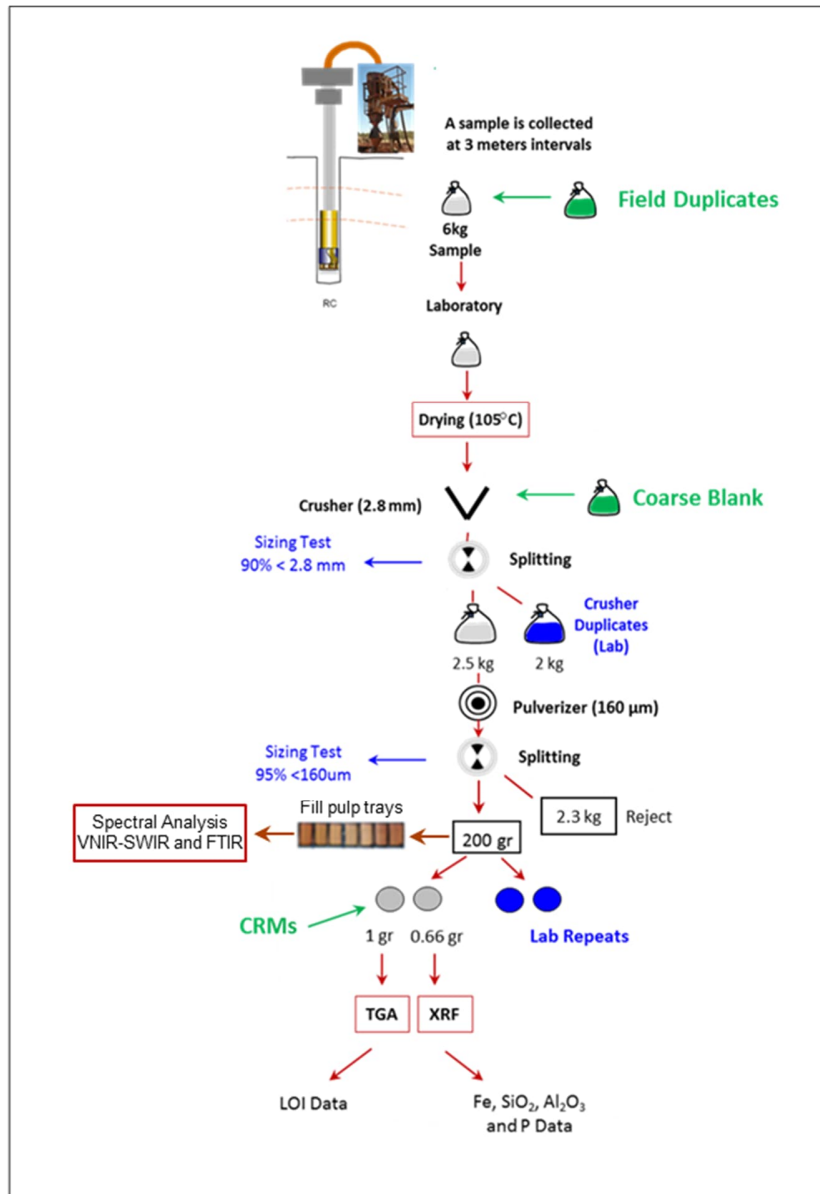 A sample is collected
at 3 meters intervals
Field Duplicates
6kg
Sample
RC
Laboratory
Drying (105°C)
Coarse Blank
Crusher (2.8 mm)
Sizing Test
90% < 2.8 mm
Splitting
Crusher
Duplicates
(Lab)
2.5 kg
2 kg
Pulverizer (160 µm)
Sizing Test
95% <160um
Splitting
Fill pulp trays
Spectral Analysis
VNIR-SWIR and FTIR
2.3 kg
Reject
200 gr
CRMs
1 gr
0.66 gr
Lab Repeats
TGA
XRF
LOI Data
Fe, SiO₂, Al₂O₃
and P Data